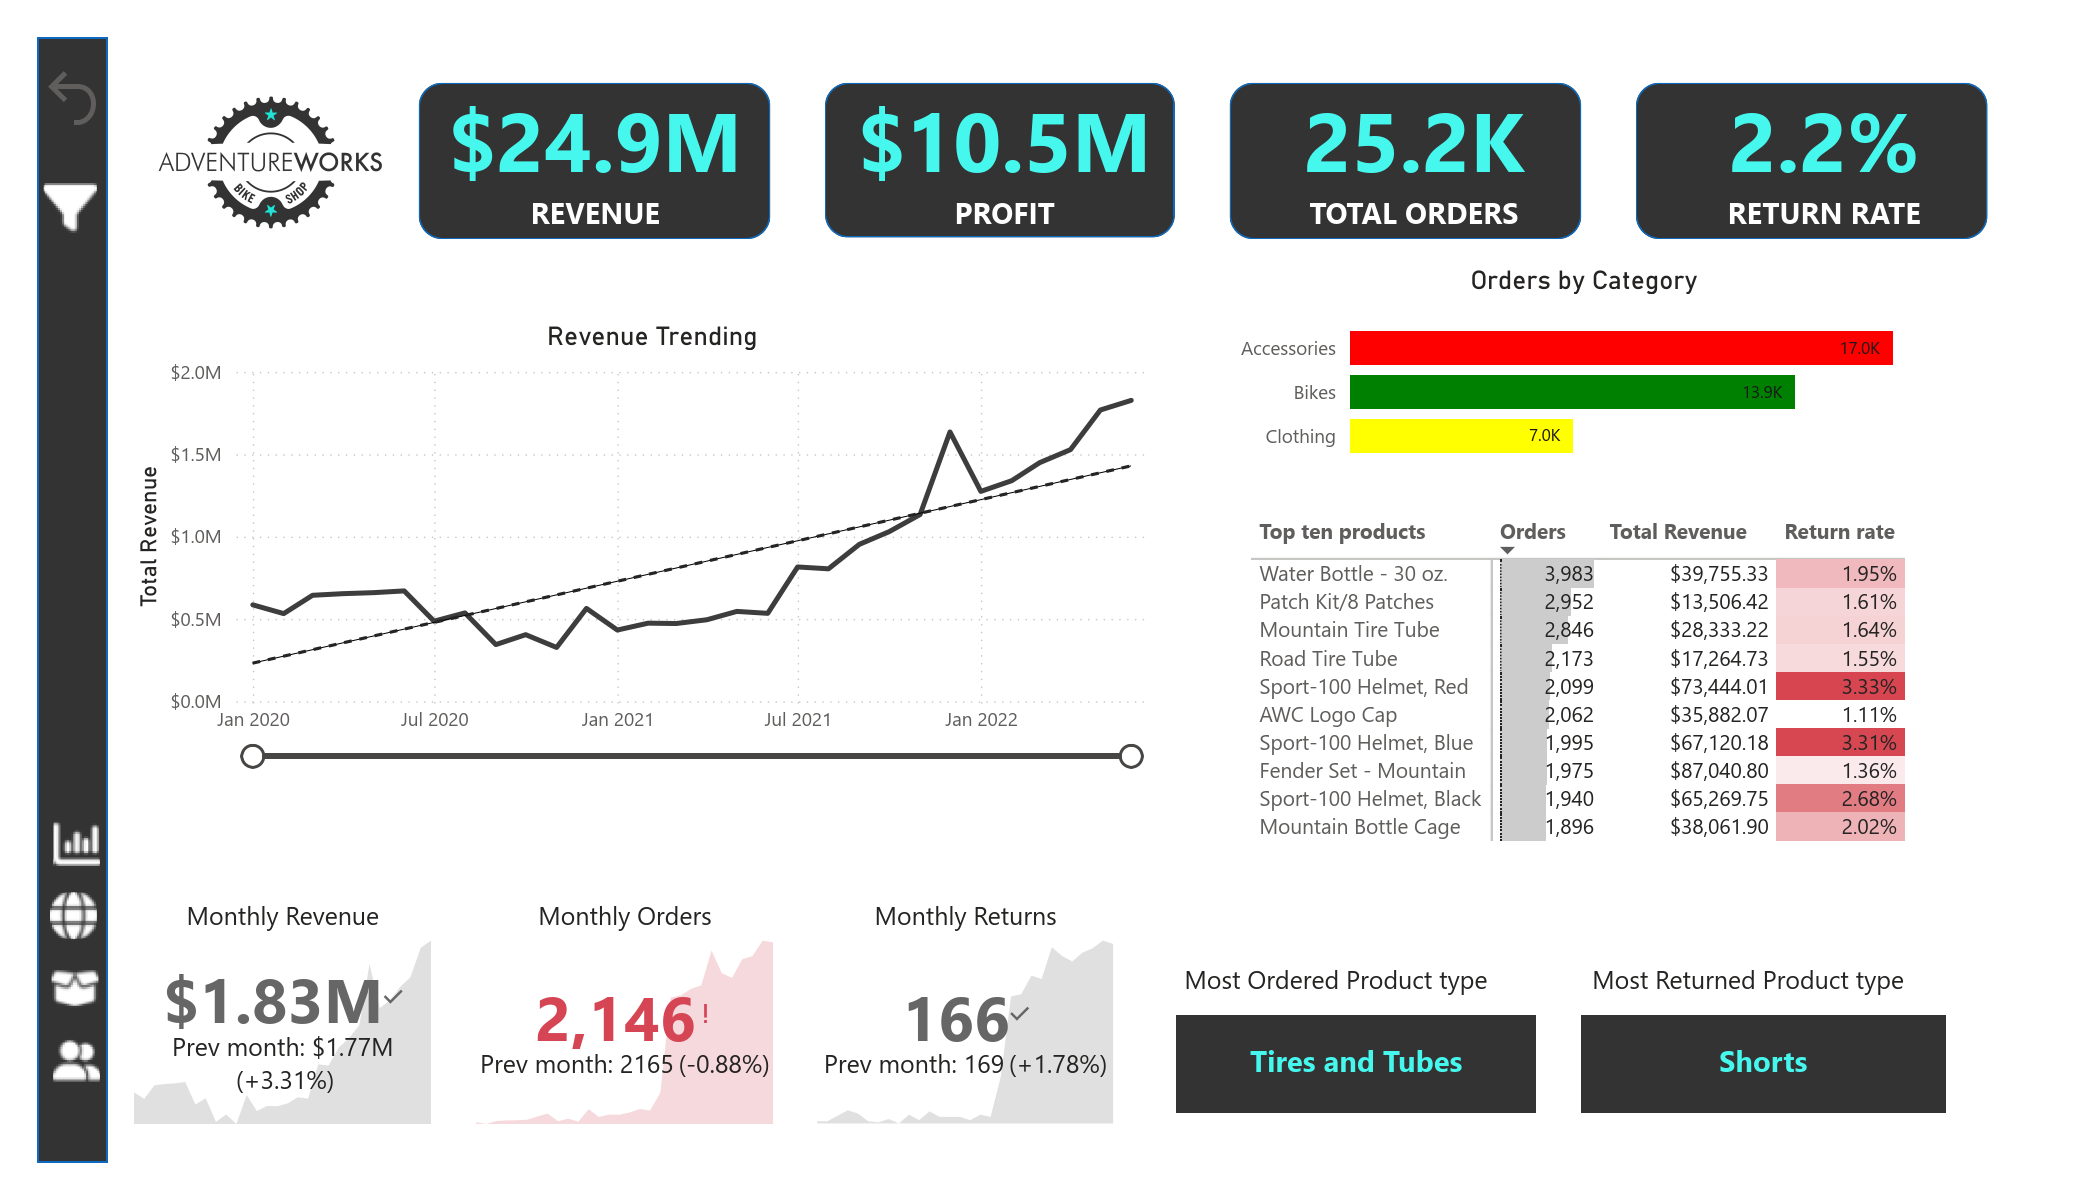 ADVENTUREWORKS
BIKE SHOP
$24.9M
REVENUE
$10.5M
PROFIT
25.2K
TOTAL ORDERS
2.2%
RETURN RATE
Revenue Trending
Total Revenue
$2.0M
$1.5M
$1.0M
$0.5M
$0.0M
Jan 2020 Jul 2020 Jan 2021 Jul 2021 Jan 2022
Orders by Category
Accessories 17.0K
Bikes 13.9K
Clothing 7.0K
Top ten products Orders Total Revenue Return rate
Water Bottle - 30 oz. 3,983 $39,755.33 1.95%
Patch Kit/8 Patches 2,952 $13,506.42 1.61%
Mountain Tire Tube 2,846 $28,333.22 1.64%
Road Tire Tube 2,173 $17,264.73 1.55%
Sport-100 Helmet, Red 2,099 $73,444.01 3.33%
AWC Logo Cap 2,062 $35,882.07 1.11%
Sport-100 Helmet, Blue 1,995 $67,120.18 3.31%
Fender Set - Mountain 1,975 $87,040.80 1.36%
Sport-100 Helmet, Black 1,940 $65,269.75 2.68%
Mountain Bottle Cage 1,896 $38,061.90 2.02%
Monthly Revenue
$1.83M
Prev month: $1.77M
(+3.31%)
Monthly Orders
2,146 !
Prev month: 2165 (-0.88%)
Monthly Returns
166
Prev month: 169 (+1.78%)
Most Ordered Product type
Tires and Tubes
Most Returned Product type
Shorts